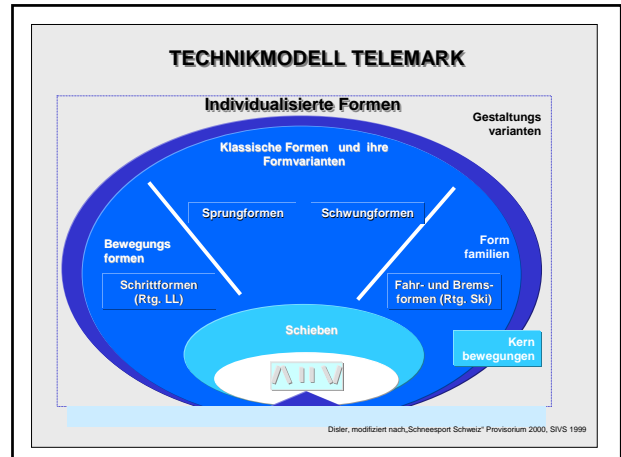 TECHNIKMODELL TELEMARK
Individualisierte Formen
Gestaltungs
varianten
Klassische Formen und ihre
Formvarianten
Sprungformen
Schwungformen
Bewegungs
formen
Form
familien
Schrittformen
(Rtg. LL)
Fahr- und Brems-
formen (Rtg. Ski)
Schieben
Kern
bewegungen
Disler, modifiziert nach„Schneesport Schweiz“ Provisorium 2000, SIVS 1999